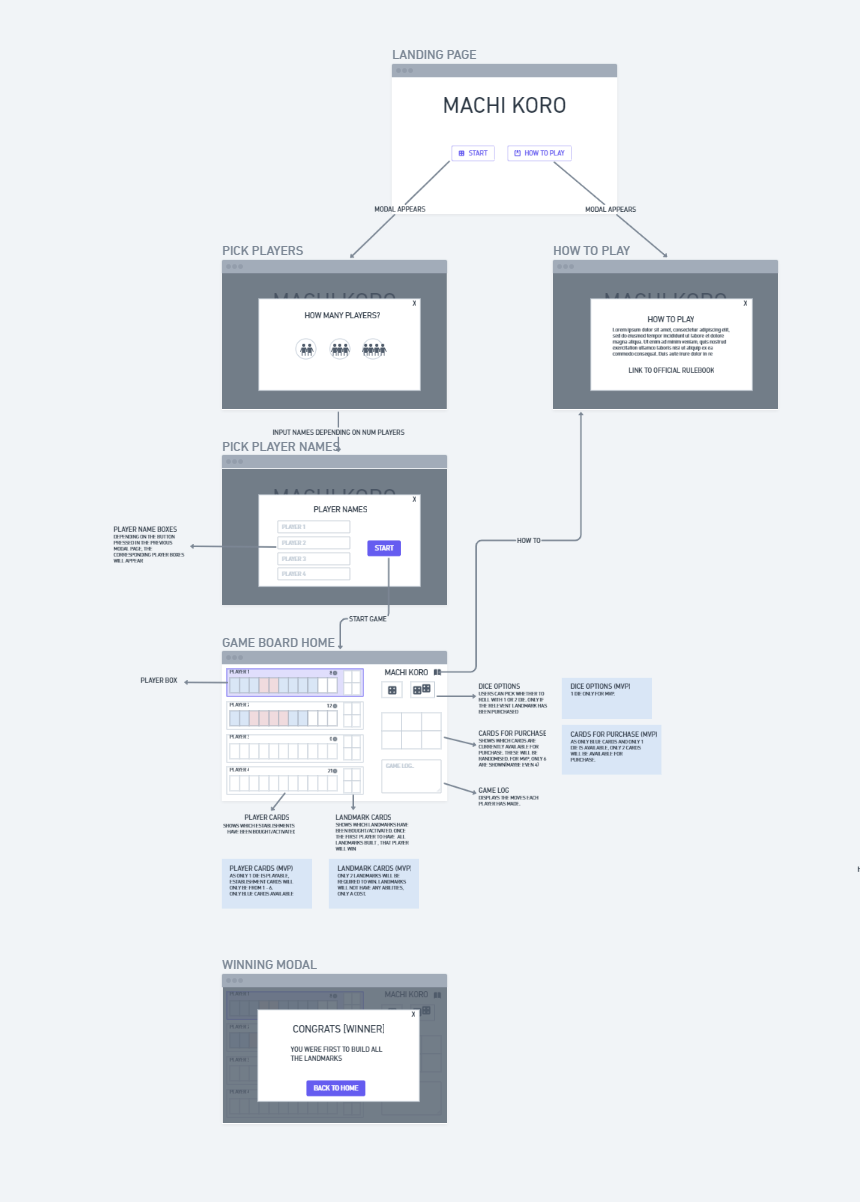 LANDING PAGE
MACHI KORO
START
HOW TO PLAY
MODAL APPEARS
MODAL APPEARS
PICK PLAYERS
HOW TO PLAY
MACHI KORO
X
HOW MANY PLAYERS?
X
HOW TO PLAY
Lorem ipsum dolor sit amet, consectetur adipiscing elit,
sed do eiusmod tempor incididunt ut labore et dolore
magna aliqua. Ut enim ad minim veniam, quis nostrud
exercitation ullamco laboris nisi ut aliquip ex ea
commodo consequat. Duis aute irure dolor in re
LINK TO OFFICIAL RULEBOOK
INPUT NAMES DEPENDING ON NUM PLAYERS
PICK PLAYER NAMES
MACHI KORO
X
PLAYER NAMES
PLAYER 1
PLAYER 2
PLAYER 3
PLAYER 4
START
PLAYER NAME BOXES
DEPENDING ON THE BUTTON
PRESSED IN THE PREVIOUS
MODAL PAGE, THE
CORRESPONDING PLAYER BOXES
WILL APPEAR
HOW TO
START GAME
GAME BOARD HOME
PLAYER 1
PLAYER 2
PLAYER 3
PLAYER 4
MACHI KORO
GAME LOG.
PLAYER BOX
DICE OPTIONS
USERS CAN PICK WHETHER TO
ROLL WITH 1 OR 2 DIE. ONLY IF
THE RELEVENT LANDMARK HAS
BEEN PURCHASED
DICE OPTIONS (MVP)
1 DIE ONLY FOR MVP.
CARDS FOR PURCHASE
SHOWS WHICH CARDS ARE
CURRENTLY AVAILABLE FOR
PURCHASE. THESE WILL BE
RANDOMISED. FOR MVP, ONLY 6
ARE SHOWN(MAYBE EVEN 4)
CARDS FOR PURCHASE (MVP)
AS ONLY BLUE CARDS AND ONLY 1
DIE IS AVAILABLE, ONLY 2 CARDS
WILL BE AVAILABLE FOR
PURCHASE.
GAME LOG
DISPLAYS THE MOVES EACH
PLAYER HAS MADE.
PLAYER CARDS
SHOWS WHICH ESTABLISHMENTS
HAVE BEEN BOUGHT/ACTIVATED
LANDMARK CARDS
SHOWS WHICH LANDMARKS HAVE
BEEN BOUGHT/ACTIVATED. ONCE
THE FIRST PLAYER TO HAVE ALL
LANDMARKS BUILT , THAT PLAYER
WILL WIN
PLAYER CARDS (MVP)
AS ONLY 1 DIE IS PLAYABLE,
ESTABLISHMENT CARDS WILL
ONLY BE FROM 1 - 6.
ONLY BLUE CARDS AVAILABLE
LANDMARK CARDS (MVP)
ONLY 2 LANDMARKS WILL BE
REQUIRED TO WIN. LANDMARKS
WILL NOT HAVE ANY ABILITIES,
ONLY A COST.
WINNING MODAL
MACHI KORO
X
CONGRATS [WINNER]
YOU WERE FIRST TO BUILD ALL
THE LANDMARKS
BACK TO HOME